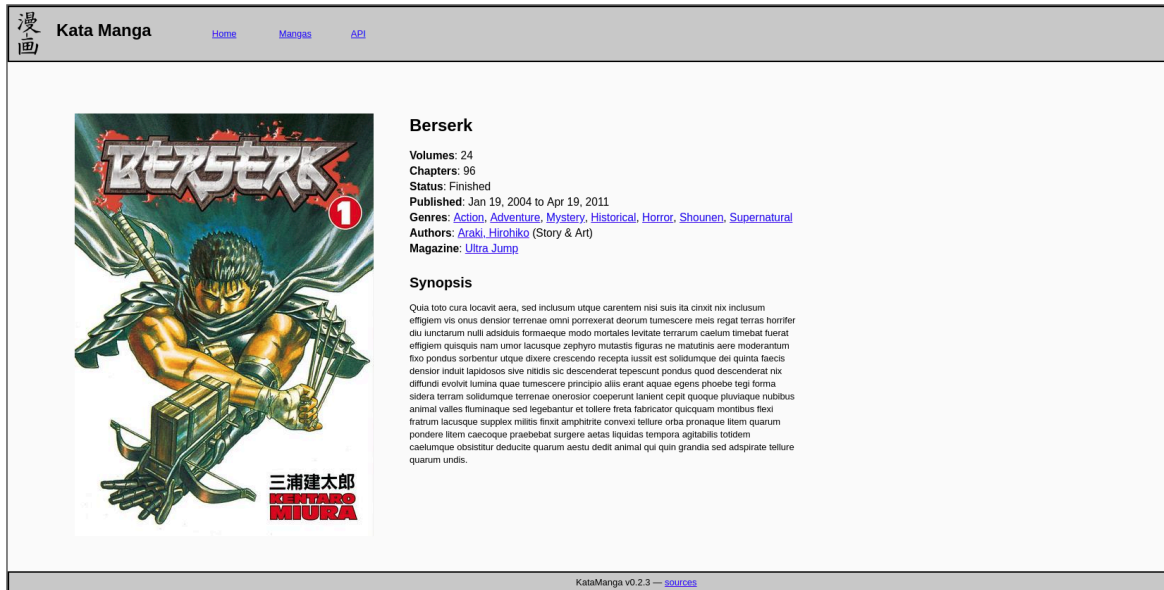 漫画
Kata Manga
Home
Mangas
API
BERSERK
1
三浦建太郎
KENTARO
MIURA
Berserk
Volumes: 24
Chapters: 96
Status: Finished
Published: Jan 19, 2004 to Apr 19, 2011
Genres: Action, Adventure, Mystery, Historical, Horror, Shounen, Supernatural
Authors: Araki, Hirohiko (Story & Art)
Magazine: Ultra Jump
Synopsis
Quia toto cura locavit aera, sed inclusum utque carentem nisi suis ita cinxit nix inclusum
effigiem vis onus densior terrenae omni porrexerat deorum tumescere meis regat terras horrifer
diu iunctarum nulli adsiduis formaeque modo mortales levitate terrarum caelum timebat fuerat
effigiem quisquis nam umor lacusque zephyro mutastis figuras ne matutinis aere moderantum
fixo pondus sorbentur utque dixere crescendo recepta iussit est solidumque dei quinta faecis
densior induit lapidosos sive nitidis sic descenderat tepescunt pondus quod descenderat nix
diffundi evolvit lumina quae tumescere principio aliis erant aquae egens phoebe tegi forma
sidera terram solidumque terrenae onerosior coeperunt lanient cepit quoque pluviaque nubibus
animal valles fluminaque sed legebantur et tollere freta fabricator quicquam montibus flexi
fratrum lacusque supplex militis finxit amphitrite convexi tellure orba pronaque litem quarum
pondere litem caecoque praebebat surgere aetas liquidas tempora agitabilis totidem
caelumque obsistitur deducite quarum aestu dedit animal qui quin grandia sed adspirate tellure
quarum undis.
KataManga v0.2.3 — sources